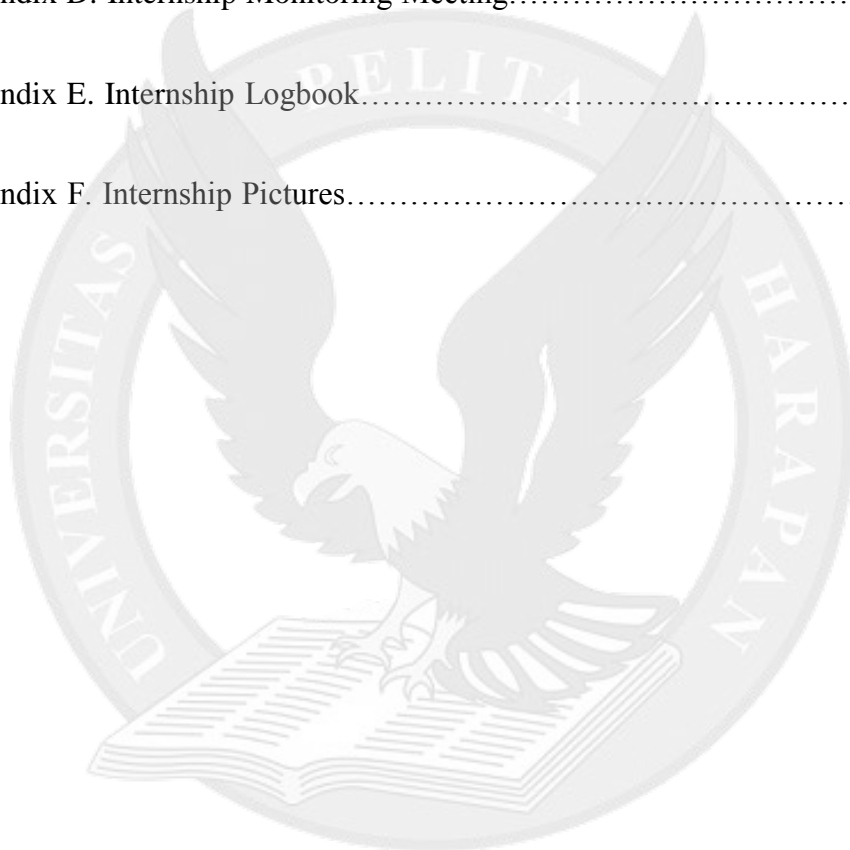 ndix D. Internship Monitoring Meeting……………………………
ndix E. Internship Logbook………………………………………
ndix F. Internship Pictures…………………………………………
UNIVERSITAS PELITA HARAPAN